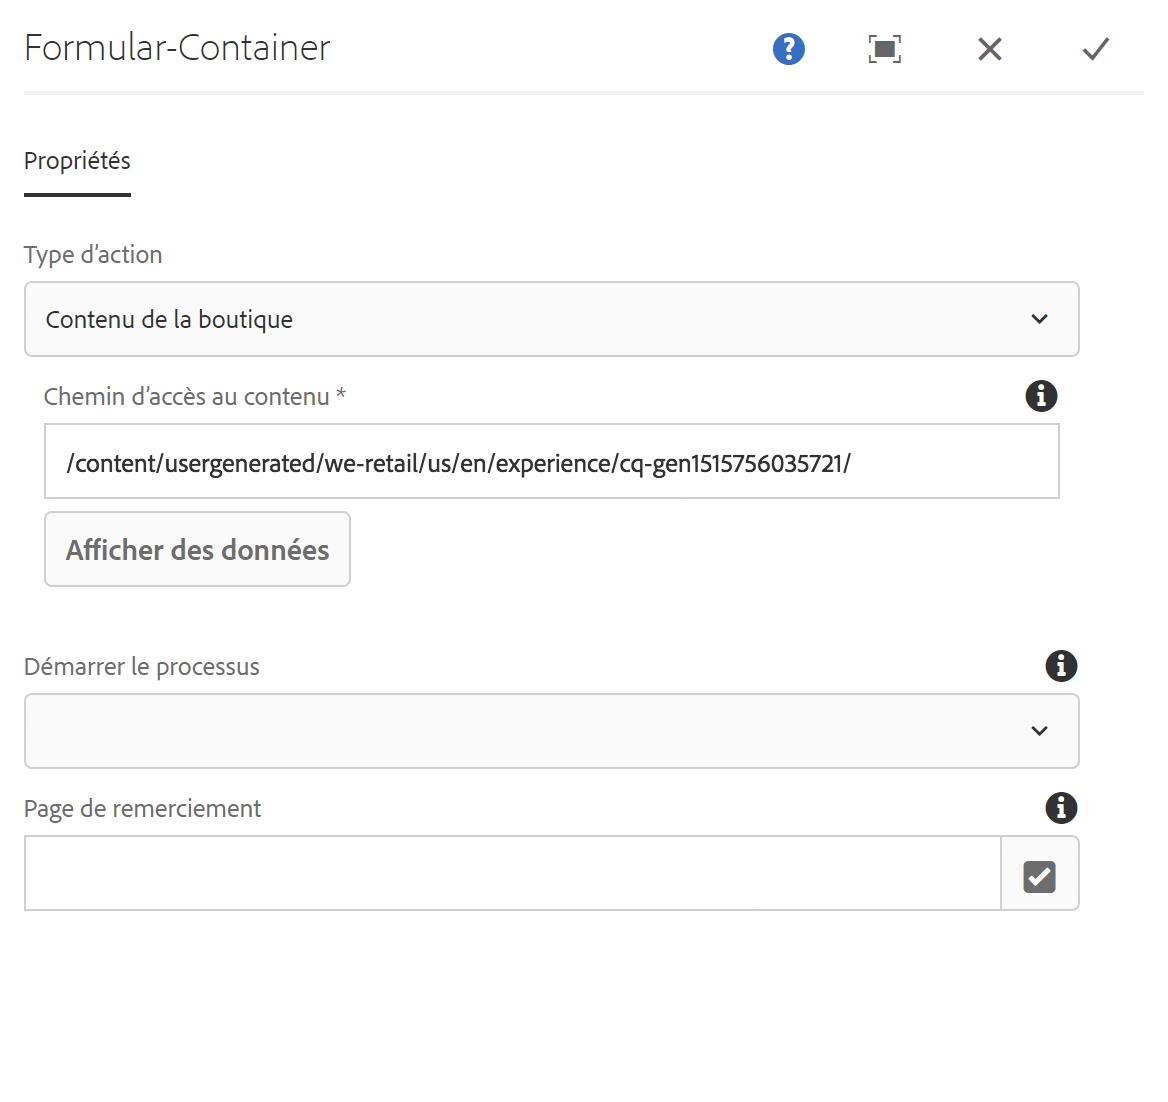 Formular-Container
Propriétés
Type d’action
Contenu de la boutique
Chemin d’accès au contenu *
/content/usergenerated/we-retail/us/en/experience/cq-gen1515756035721/
Afficher des données
Démarrer le processus
Page de remerciement